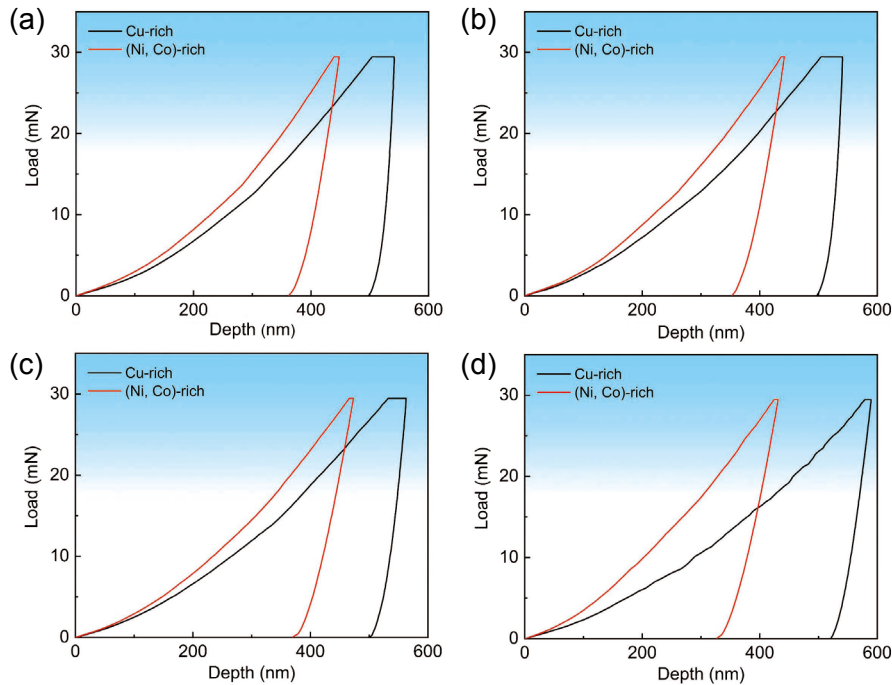 (a)
Cu-rich
(Ni, Co)-rich
30
20
10
0
Load (mN)
0 200 400 600
Depth (nm)
(b)
Cu-rich
(Ni, Co)-rich
30
20
10
0
Load (mN)
0 200 400 600
Depth (nm)
(c)
Cu-rich
(Ni, Co)-rich
30
20
10
0
Load (mN)
0 200 400 600
Depth (nm)
(d)
Cu-rich
(Ni, Co)-rich
30
20
10
0
Load (mN)
0 200 400 600
Depth (nm)